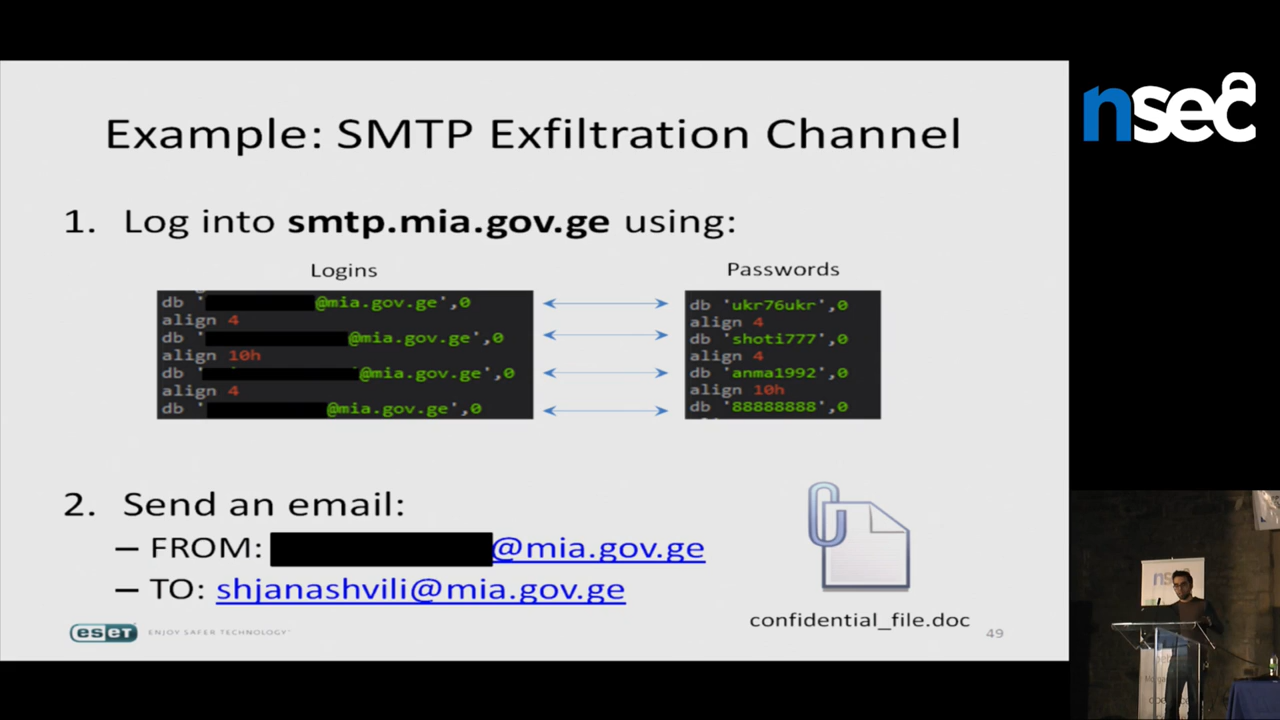 Example: SMTP Exfiltration Channel
nsec
1. Log into smtp.mia.gov.ge using:
Logins
Passwords
db ' @mia.gov.ge',0
align 4
db ' @mia.gov.ge',0
align 10h
db ' @mia.gov.ge',0
align 4
db ' @mia.gov.ge',0
db 'ukr76ukr',0
align 4
db 'shoti777',0
align 4
db 'anma1992',0
align 10h
db '88888888',0
2. Send an email:
– FROM: @mia.gov.ge
– TO: shjanashvili@mia.gov.ge
confidential_file.doc
eset ENJOY SAFER TECHNOLOGY™
49